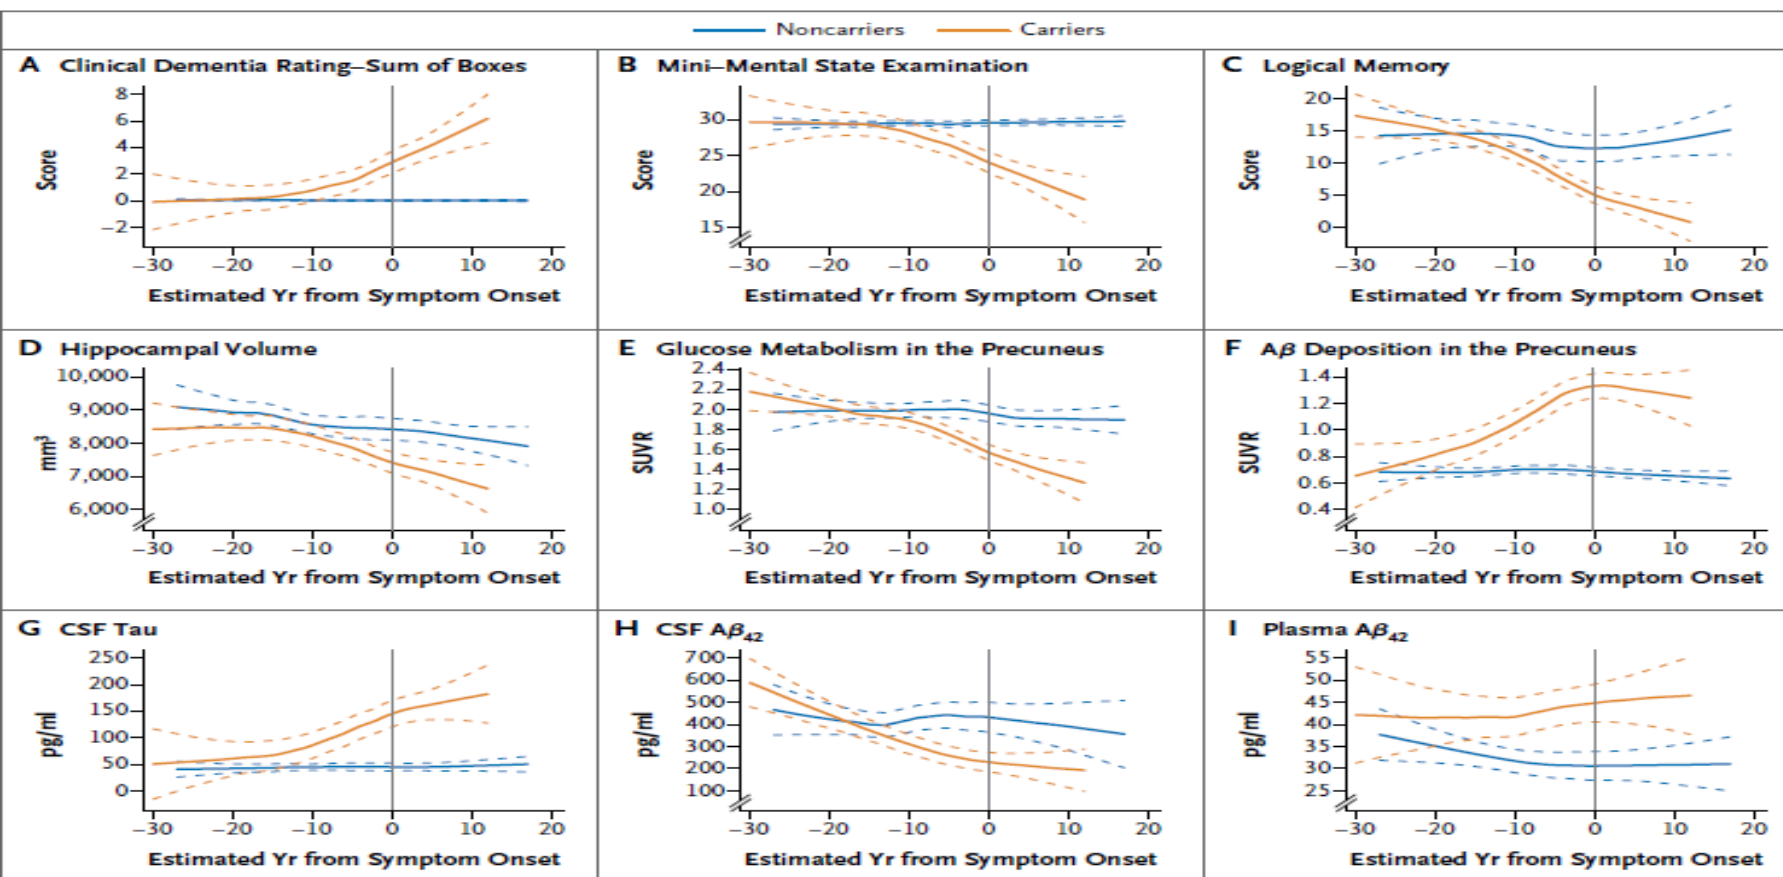 Noncarriers Carriers
A Clinical Dementia Rating–Sum of Boxes
8
6
4
2
0
–2
Score
–30 –20 –10 0 10 20
Estimated Yr from Symptom Onset
B Mini–Mental State Examination
30
25
20
15
Score
–30 –20 –10 0 10 20
Estimated Yr from Symptom Onset
C Logical Memory
20
15
10
5
0
Score
–30 –20 –10 0 10 20
Estimated Yr from Symptom Onset
D Hippocampal Volume
10,000
9,000
8,000
7,000
6,000
mm³
–30 –20 –10 0 10 20
Estimated Yr from Symptom Onset
E Glucose Metabolism in the Precuneus
2.4
2.2
2.0
1.8
1.6
1.4
1.2
1.0
SUVR
–30 –20 –10 0 10 20
Estimated Yr from Symptom Onset
F Aβ Deposition in the Precuneus
1.4
1.2
1.0
0.8
0.6
0.4
SUVR
–30 –20 –10 0 10 20
Estimated Yr from Symptom Onset
G CSF Tau
250
200
150
100
50
0
pg/ml
–30 –20 –10 0 10 20
Estimated Yr from Symptom Onset
H CSF Aβ₄₂
700
600
500
400
300
200
100
pg/ml
–30 –20 –10 0 10 20
Estimated Yr from Symptom Onset
I Plasma Aβ₄₂
55
50
45
40
35
30
25
pg/ml
–30 –20 –10 0 10 20
Estimated Yr from Symptom Onset